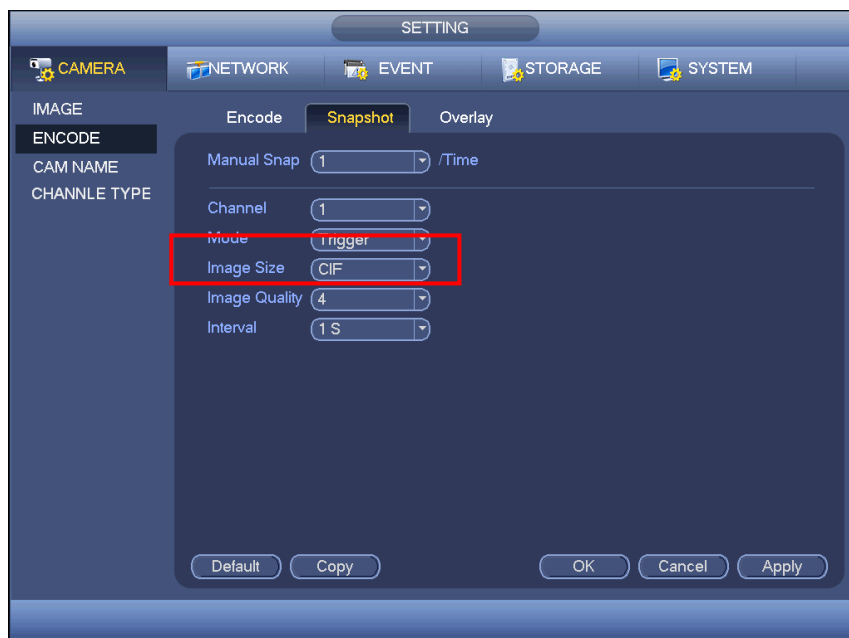 SETTING
CAMERA NETWORK EVENT STORAGE SYSTEM
IMAGE
ENCODE
CAM NAME
CHANNLE TYPE
Encode Snapshot Overlay
Manual Snap 1 /Time
Channel 1
Mode Trigger
Image Size CIF
Image Quality 4
Interval 1 S
Default Copy OK Cancel Apply